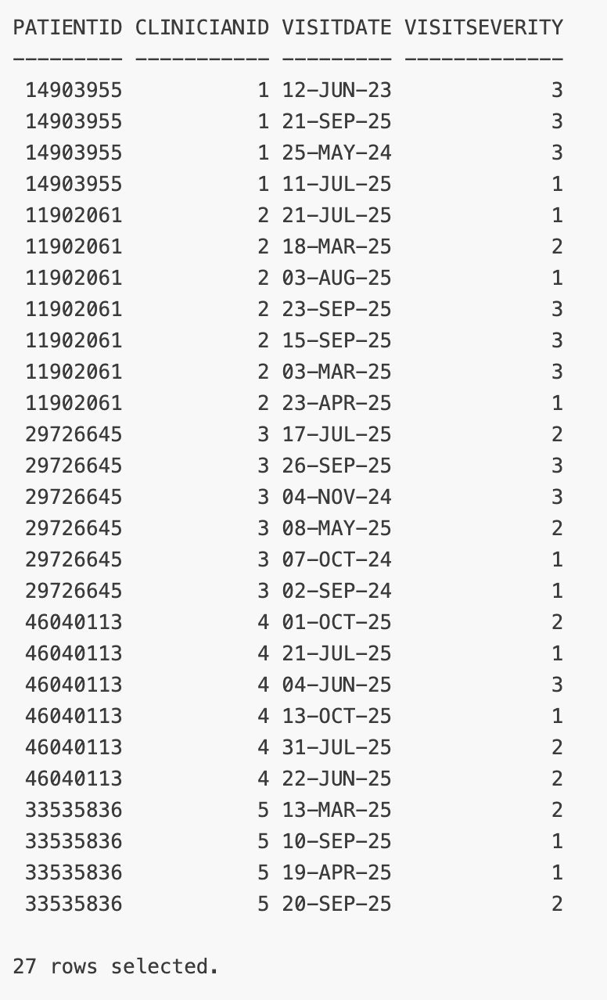 PATIENTID CLINICIANID VISITDATE VISITSEVERITY
--------- ----------- --------- -------------
 14903955           1 12-JUN-23             3
 14903955           1 21-SEP-25             3
 14903955           1 25-MAY-24             3
 14903955           1 11-JUL-25             1
 11902061           2 21-JUL-25             1
 11902061           2 18-MAR-25             2
 11902061           2 03-AUG-25             1
 11902061           2 23-SEP-25             3
 11902061           2 15-SEP-25             3
 11902061           2 03-MAR-25             3
 11902061           2 23-APR-25             1
 29726645           3 17-JUL-25             2
 29726645           3 26-SEP-25             3
 29726645           3 04-NOV-24             3
 29726645           3 08-MAY-25             2
 29726645           3 07-OCT-24             1
 29726645           3 02-SEP-24             1
 46040113           4 01-OCT-25             2
 46040113           4 21-JUL-25             1
 46040113           4 04-JUN-25             3
 46040113           4 13-OCT-25             1
 46040113           4 31-JUL-25             2
 46040113           4 22-JUN-25             2
 33535836           5 13-MAR-25             2
 33535836           5 10-SEP-25             1
 33535836           5 19-APR-25             1
 33535836           5 20-SEP-25             2
27 rows selected.